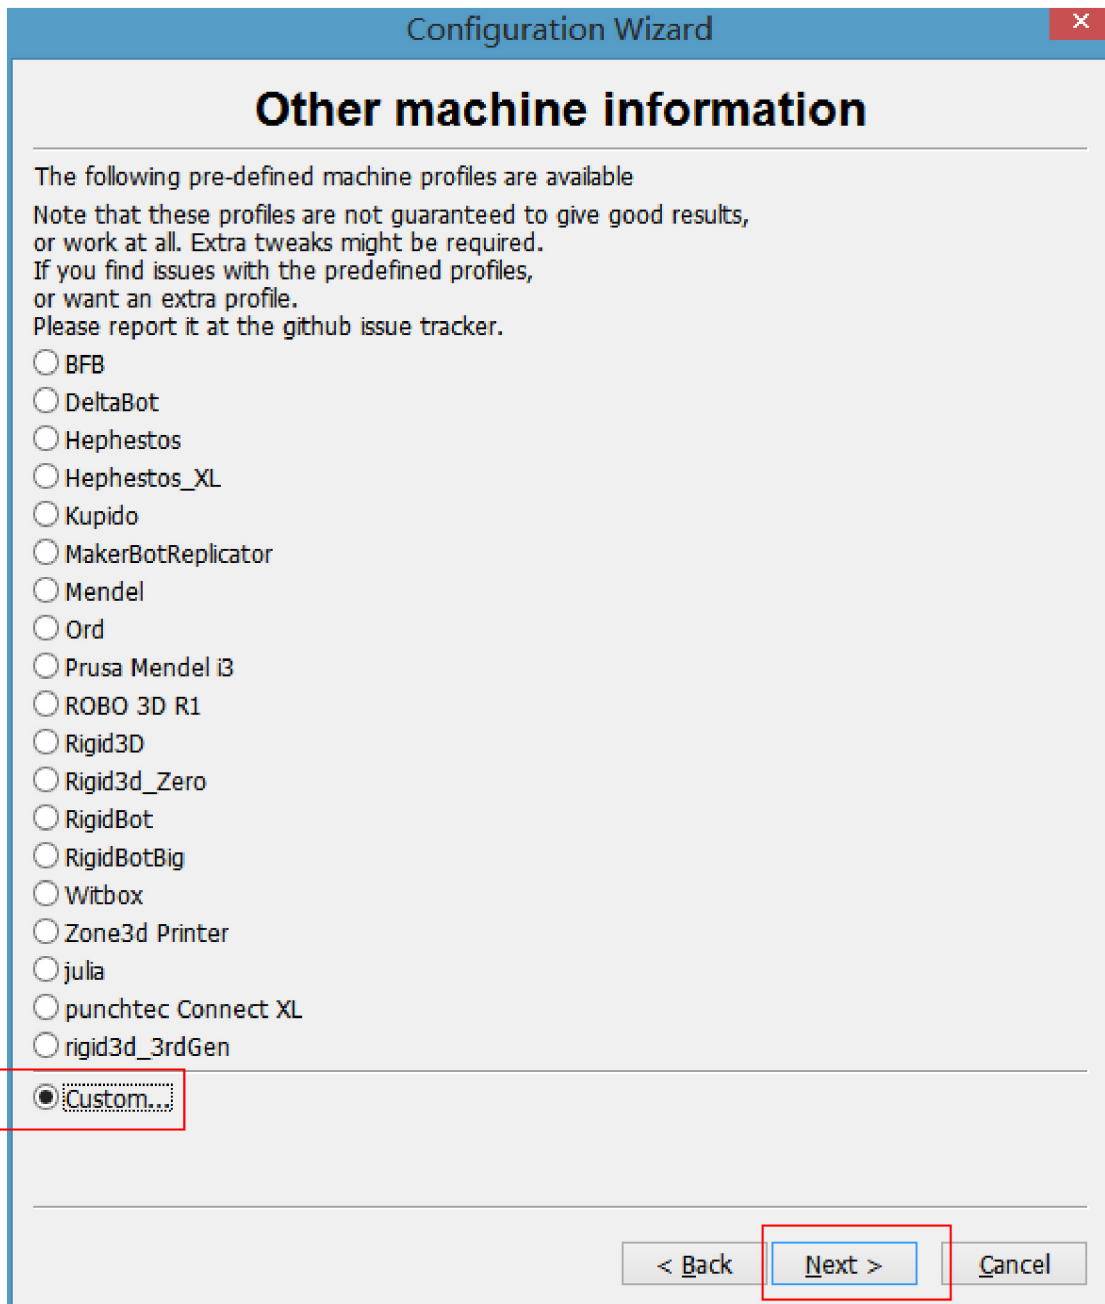 Configuration Wizard
Other machine information
The following pre-defined machine profiles are available
Note that these profiles are not guaranteed to give good results,
or work at all. Extra tweaks might be required.
If you find issues with the predefined profiles,
or want an extra profile.
Please report it at the github issue tracker.
BFB
DeltaBot
Hephestos
Hephestos_XL
Kupido
MakerBotReplicator
Mendel
Ord
Prusa Mendel i3
ROBO 3D R1
Rigid3D
Rigid3d_Zero
RigidBot
RigidBotBig
Witbox
Zone3d Printer
julia
punchtec Connect XL
rigid3d_3rdGen
Custom...
< Back Next > Cancel